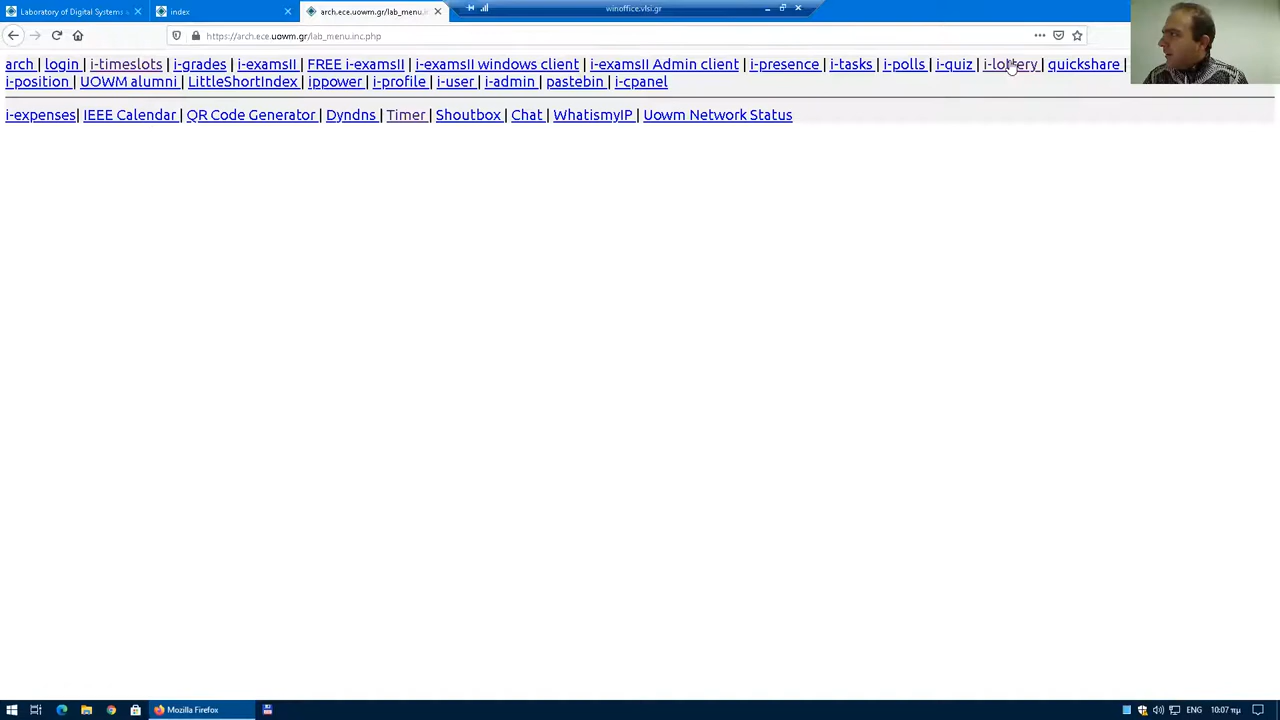 Laboratory of Digital Systems a
index
arch.ece.uowm.gr/lab_menu.in
winoffice.vlsi.gr
https://arch.ece.uowm.gr/lab_menu.inc.php
arch | login | i-timeslots | i-grades | i-examsII | FREE i-examsII | i-examsII windows client | i-examsII Admin client | i-presence | i-tasks | i-polls | i-quiz | i-lottery | quickshare |
i-position | UOWM alumni | LittleShortIndex | ippower | i-profile | i-user | i-admin | pastebin | i-cpanel
i-expenses| IEEE Calendar | QR Code Generator | Dyndns | Timer | Shoutbox | Chat | WhatismyIP | Uowm Network Status
Mozilla Firefox
ΕΝG
10:07 πμ